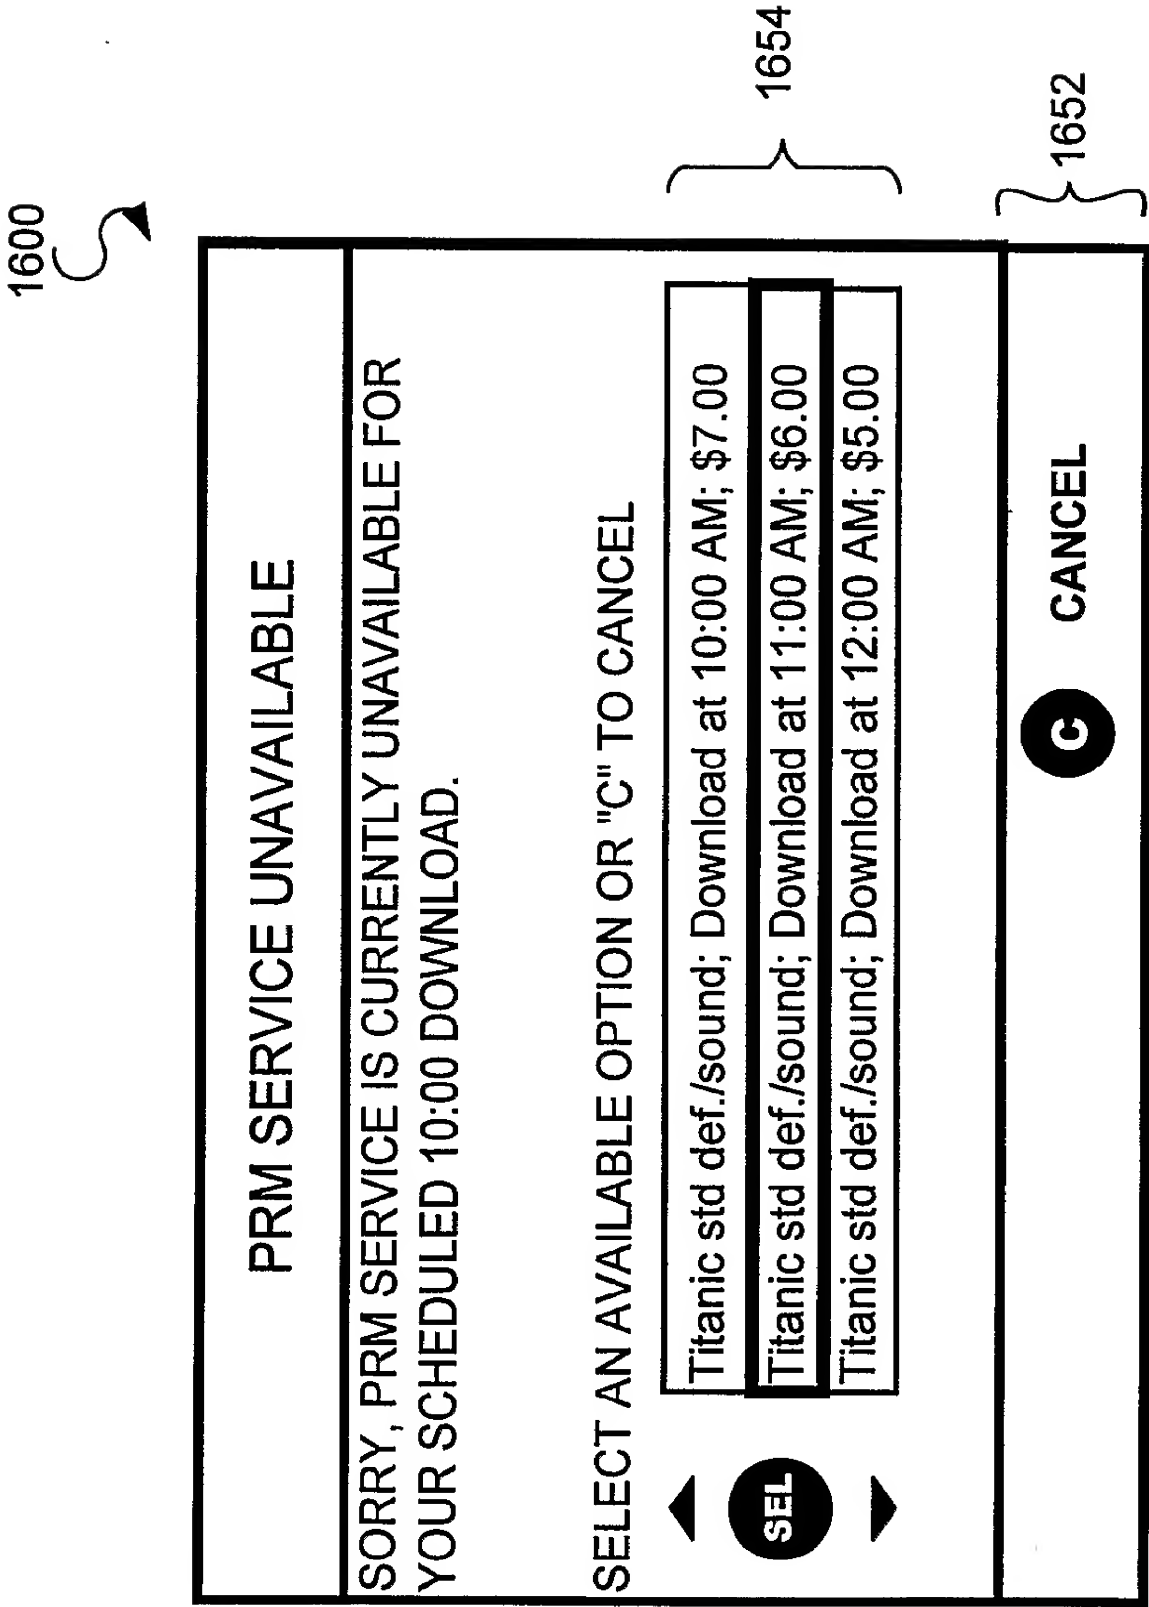 1600
PRM SERVICE UNAVAILABLE
SORRY, PRM SERVICE IS CURRENTLY UNAVAILABLE FOR
YOUR SCHEDULED 10:00 DOWNLOAD.
SELECT AN AVAILABLE OPTION OR "C" TO CANCEL
Titanic std def./sound; Download at 10:00 AM; $7.00
SEL
Titanic std def./sound; Download at 11:00 AM; $6.00
Titanic std def./sound; Download at 12:00 AM; $5.00
1654
C CANCEL
1652